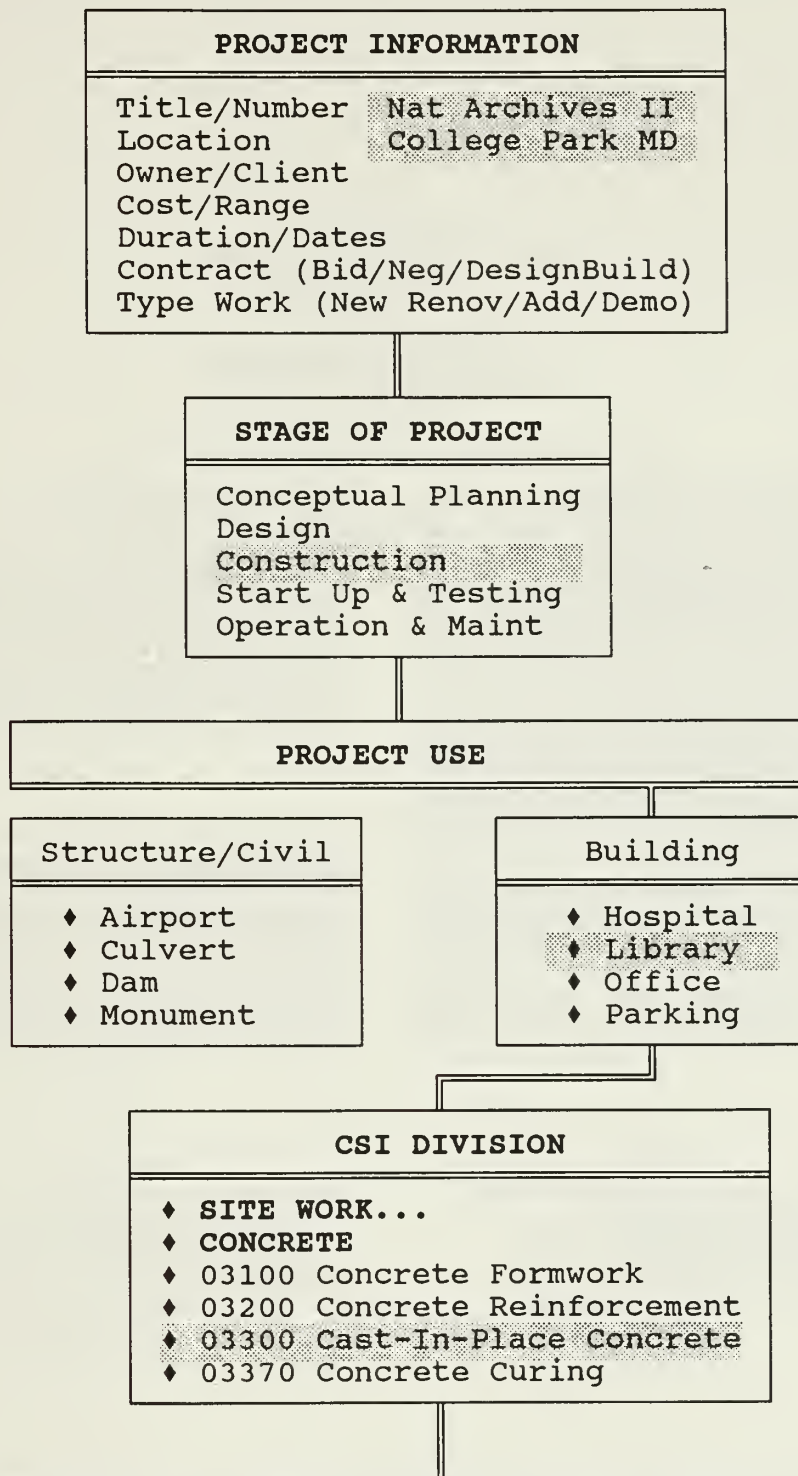 PROJECT INFORMATION
Title/Number Nat Archives II
Location College Park MD
Owner/Client
Cost/Range
Duration/Dates
Contract (Bid/Neg/DesignBuild)
Type Work (New Renov/Add/Demo)
STAGE OF PROJECT
Conceptual Planning
Design
Construction
Start Up & Testing
Operation & Maint
PROJECT USE
Structure/Civil
♦ Airport
♦ Culvert
♦ Dam
♦ Monument
Building
♦ Hospital
♦ Library
♦ Office
♦ Parking
CSI DIVISION
♦ SITE WORK...
♦ CONCRETE
♦ 03100 Concrete Formwork
♦ 03200 Concrete Reinforcement
♦ 03300 Cast-In-Place Concrete
♦ 03370 Concrete Curing